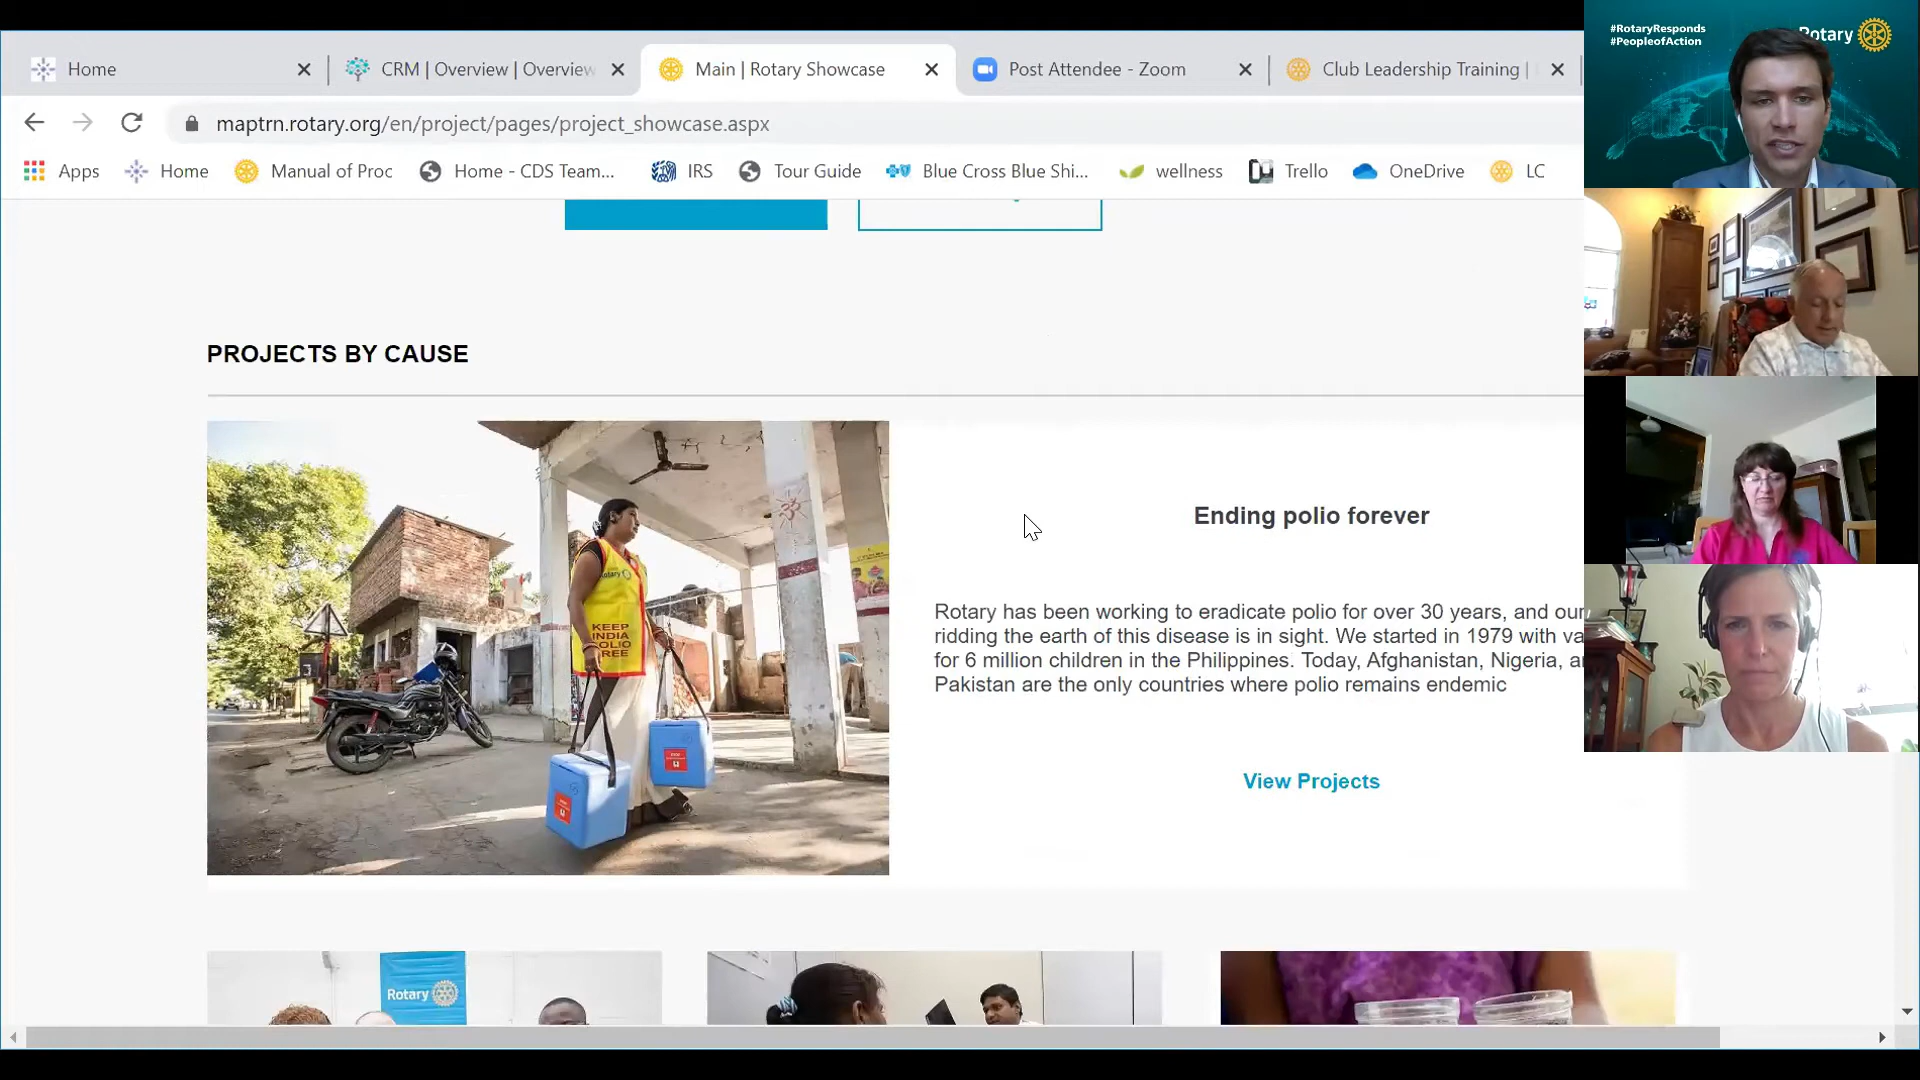 Home
CRM | Overview | Overview
Main | Rotary Showcase
Post Attendee - Zoom
Club Leadership Training |
maptrn.rotary.org/en/project/pages/project_showcase.aspx
Apps
Home
Manual of Proc
Home - CDS Team...
IRS
Tour Guide
Blue Cross Blue Shi...
wellness
Trello
OneDrive
LC
#RotaryResponds
#PeopleofAction
Rotary
PROJECTS BY CAUSE
Rotary
KEEP
INDIA
POLIO
FREE
Ending polio forever
Rotary has been working to eradicate polio for over 30 years, and our
ridding the earth of this disease is in sight. We started in 1979 with va
for 6 million children in the Philippines. Today, Afghanistan, Nigeria, a
Pakistan are the only countries where polio remains endemic
View Projects
Rotary